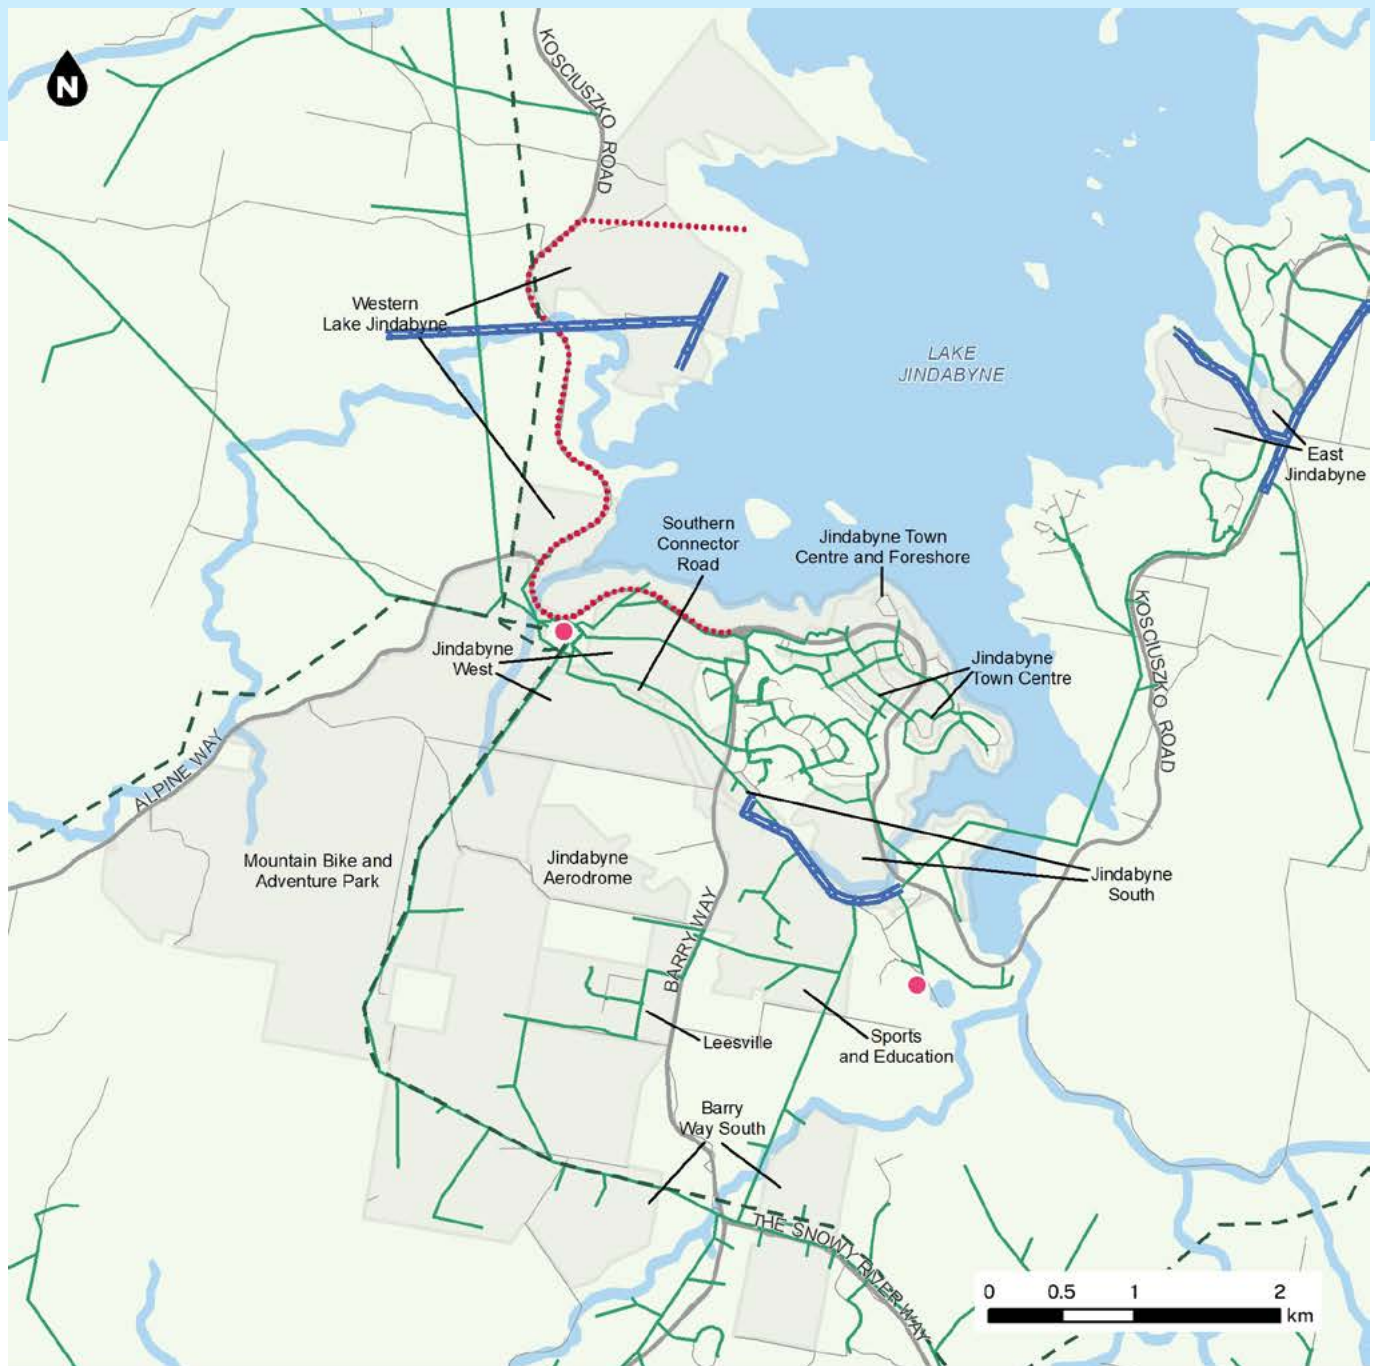 N
KOSCIUSZKO ROAD
Western
Lake Jindabyne
LAKE
JINDABYNE
East
Jindabyne
Southern
Connector
Road
Jindabyne Town
Centre and Foreshore
KOSCIUSZKO ROAD
Jindabyne
West
Jindabyne
Town Centre
ALPINE WAY
Mountain Bike and
Adventure Park
Jindabyne
Aerodrome
Jindabyne
South
BARRY WAY
Leesville
Sports
and Education
Barry
Way South
THE SNOWY RIVER WAY
0 0.5 1 2
km